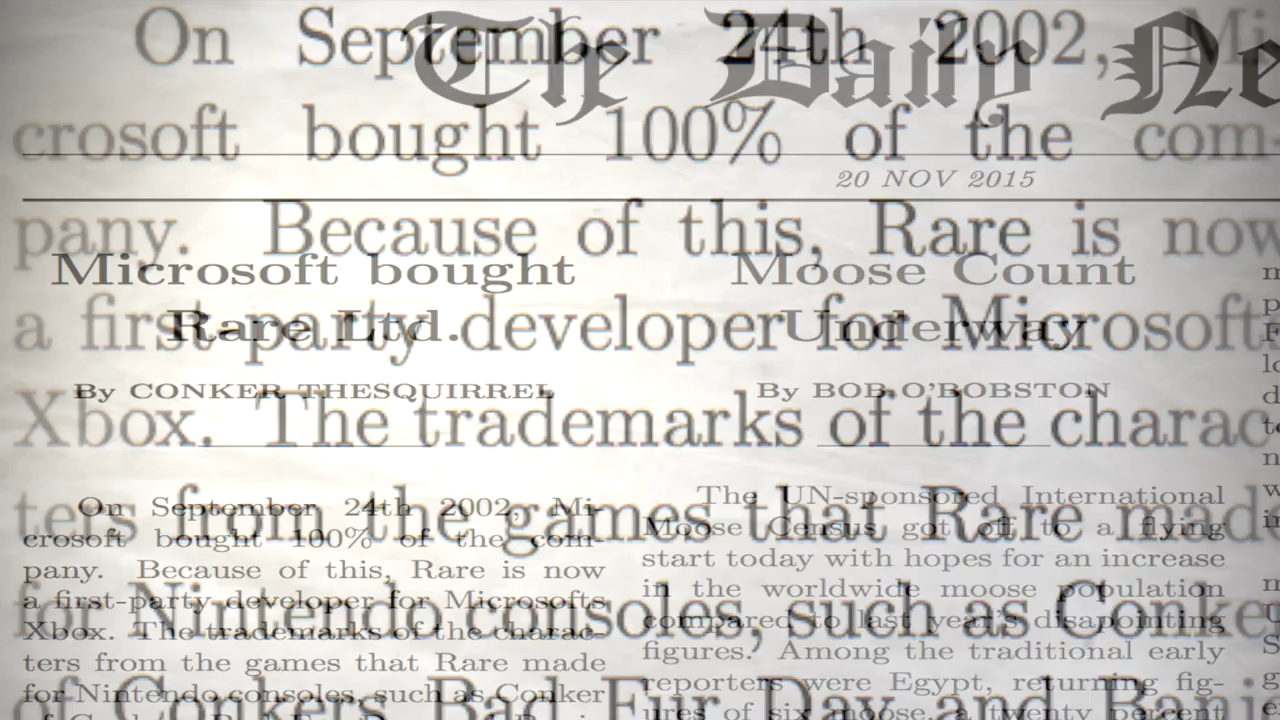 On September 24th 2002, Mi
crosoft bought 100% of the com-
pany. Because of this, Rare is now
a first-party developer for Microsoft
Xbox. The trademarks of the charac
ters from the games that Rare made
for Nintendo consoles, such as Conke
of Conkers Bad Fur Day and
The Daily Ne
20 NOV 2015
Microsoft bought
Rare Ltd.
By CONKER THESQUIRREL
On September 24th 2002, Mi-
crosoft bought 100% of the com-
pany. Because of this, Rare is now
a first-party developer for Microsofts
Xbox. The trademarks of the charac-
ters from the games that Rare made
for Nintendo consoles, such as Conker
Moose Count
Underway
By BOB O'BOBSTON
The UN-sponsored International
Moose Census got off to a flying
start today with hopes for an increase
in the worldwide moose population
compared to last year's disapointing
figures. Among the traditional early
reporters were Egypt, returning fig-
ures of six moose, a twenty percent